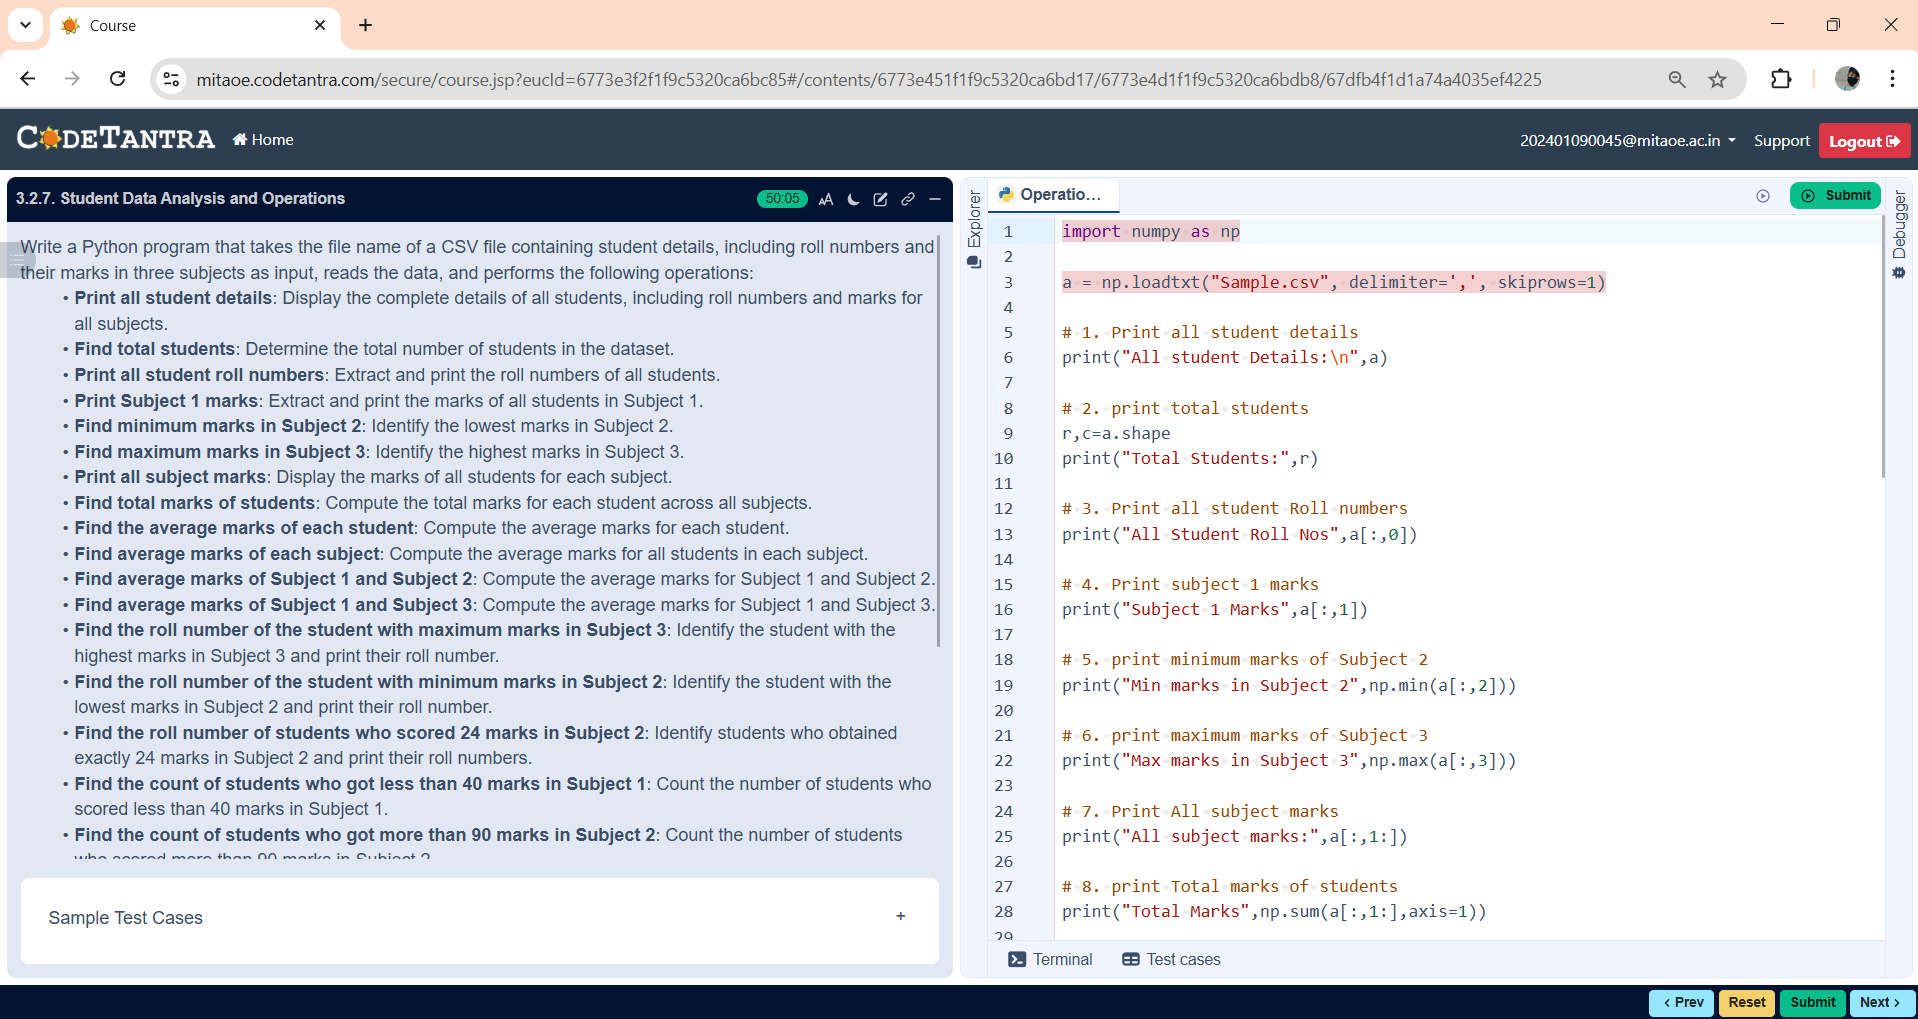 Course
mitaoe.codetantra.com/secure/course.jsp?eucId=6773e3f2f1f9c5320ca6bc85#/contents/6773e451f1f9c5320ca6bd17/6773e4d1f1f9c5320ca6bdb8/67dfb4f1d1a74a4035ef4225
CODETANTRA
Home
202401090045@mitaoe.ac.in
Support
Logout
3.2.7. Student Data Analysis and Operations
50:05
Write a Python program that takes the file name of a CSV file containing student details, including roll numbers and
their marks in three subjects as input, reads the data, and performs the following operations:
• Print all student details: Display the complete details of all students, including roll numbers and marks for
all subjects.
• Find total students: Determine the total number of students in the dataset.
• Print all student roll numbers: Extract and print the roll numbers of all students.
• Print Subject 1 marks: Extract and print the marks of all students in Subject 1.
• Find minimum marks in Subject 2: Identify the lowest marks in Subject 2.
• Find maximum marks in Subject 3: Identify the highest marks in Subject 3.
• Print all subject marks: Display the marks of all students for each subject.
• Find total marks of students: Compute the total marks for each student across all subjects.
• Find the average marks of each student: Compute the average marks for each student.
• Find average marks of each subject: Compute the average marks for all students in each subject.
• Find average marks of Subject 1 and Subject 2: Compute the average marks for Subject 1 and Subject 2.
• Find average marks of Subject 1 and Subject 3: Compute the average marks for Subject 1 and Subject 3.
• Find the roll number of the student with maximum marks in Subject 3: Identify the student with the
highest marks in Subject 3 and print their roll number.
• Find the roll number of the student with minimum marks in Subject 2: Identify the student with the
lowest marks in Subject 2 and print their roll number.
• Find the roll number of students who scored 24 marks in Subject 2: Identify students who obtained
exactly 24 marks in Subject 2 and print their roll numbers.
• Find the count of students who got less than 40 marks in Subject 1: Count the number of students who
scored less than 40 marks in Subject 1.
• Find the count of students who got more than 90 marks in Subject 2: Count the number of students
who scored more than 90 marks in Subject 2.
Sample Test Cases
+
Explorer
Operatio...
Submit
Debugger
1 import numpy as np
2
3 a = np.loadtxt("Sample.csv", delimiter=',', skiprows=1)
4
5 # 1. Print all student details
6 print("All student Details:\n",a)
7
8 # 2. print total students
9 r,c=a.shape
10 print("Total Students:",r)
11
12 # 3. Print all student Roll numbers
13 print("All Student Roll Nos",a[:,0])
14
15 # 4. Print subject 1 marks
16 print("Subject 1 Marks",a[:,1])
17
18 # 5. print minimum marks of Subject 2
19 print("Min marks in Subject 2",np.min(a[:,2]))
20
21 # 6. print maximum marks of Subject 3
22 print("Max marks in Subject 3",np.max(a[:,3]))
23
24 # 7. Print All subject marks
25 print("All subject marks:",a[:,1:])
26
27 # 8. print Total marks of students
28 print("Total Marks",np.sum(a[:,1:],axis=1))
29
Terminal
Test cases
< Prev
Reset
Submit
Next >